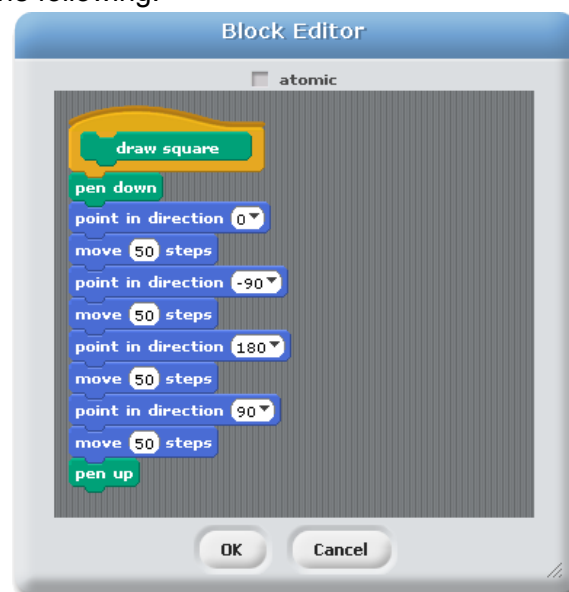 Block Editor
atomic
draw square
pen down
point in direction 0
move 50 steps
point in direction -90
move 50 steps
point in direction 180
move 50 steps
point in direction 90
move 50 steps
pen up
OK Cancel